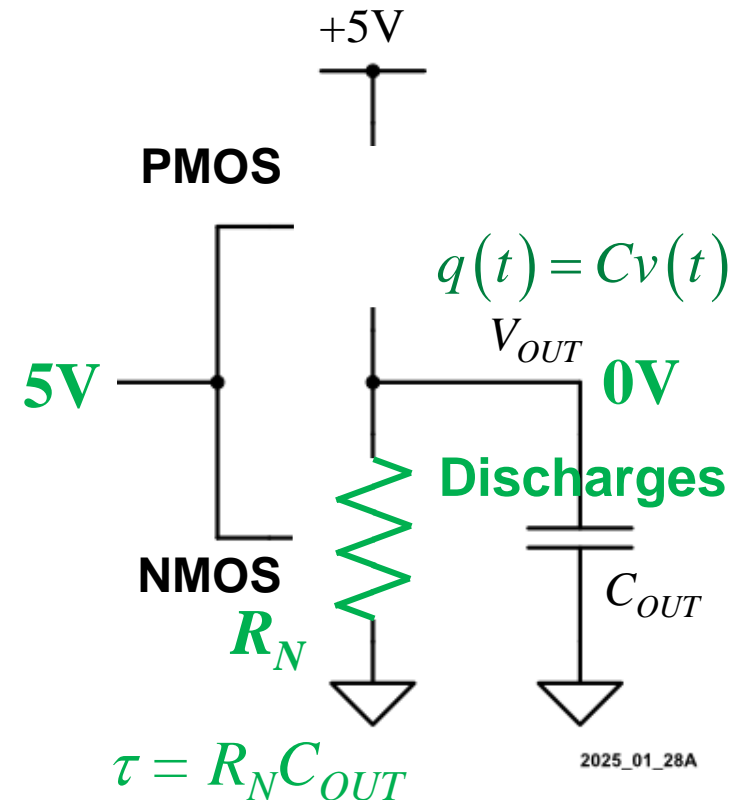 +5V
PMOS
q(t) = Cv(t)
V_OUT
5V
0V
Discharges
NMOS
C_OUT
R_N
τ = R_N C_OUT
2025_01_28A